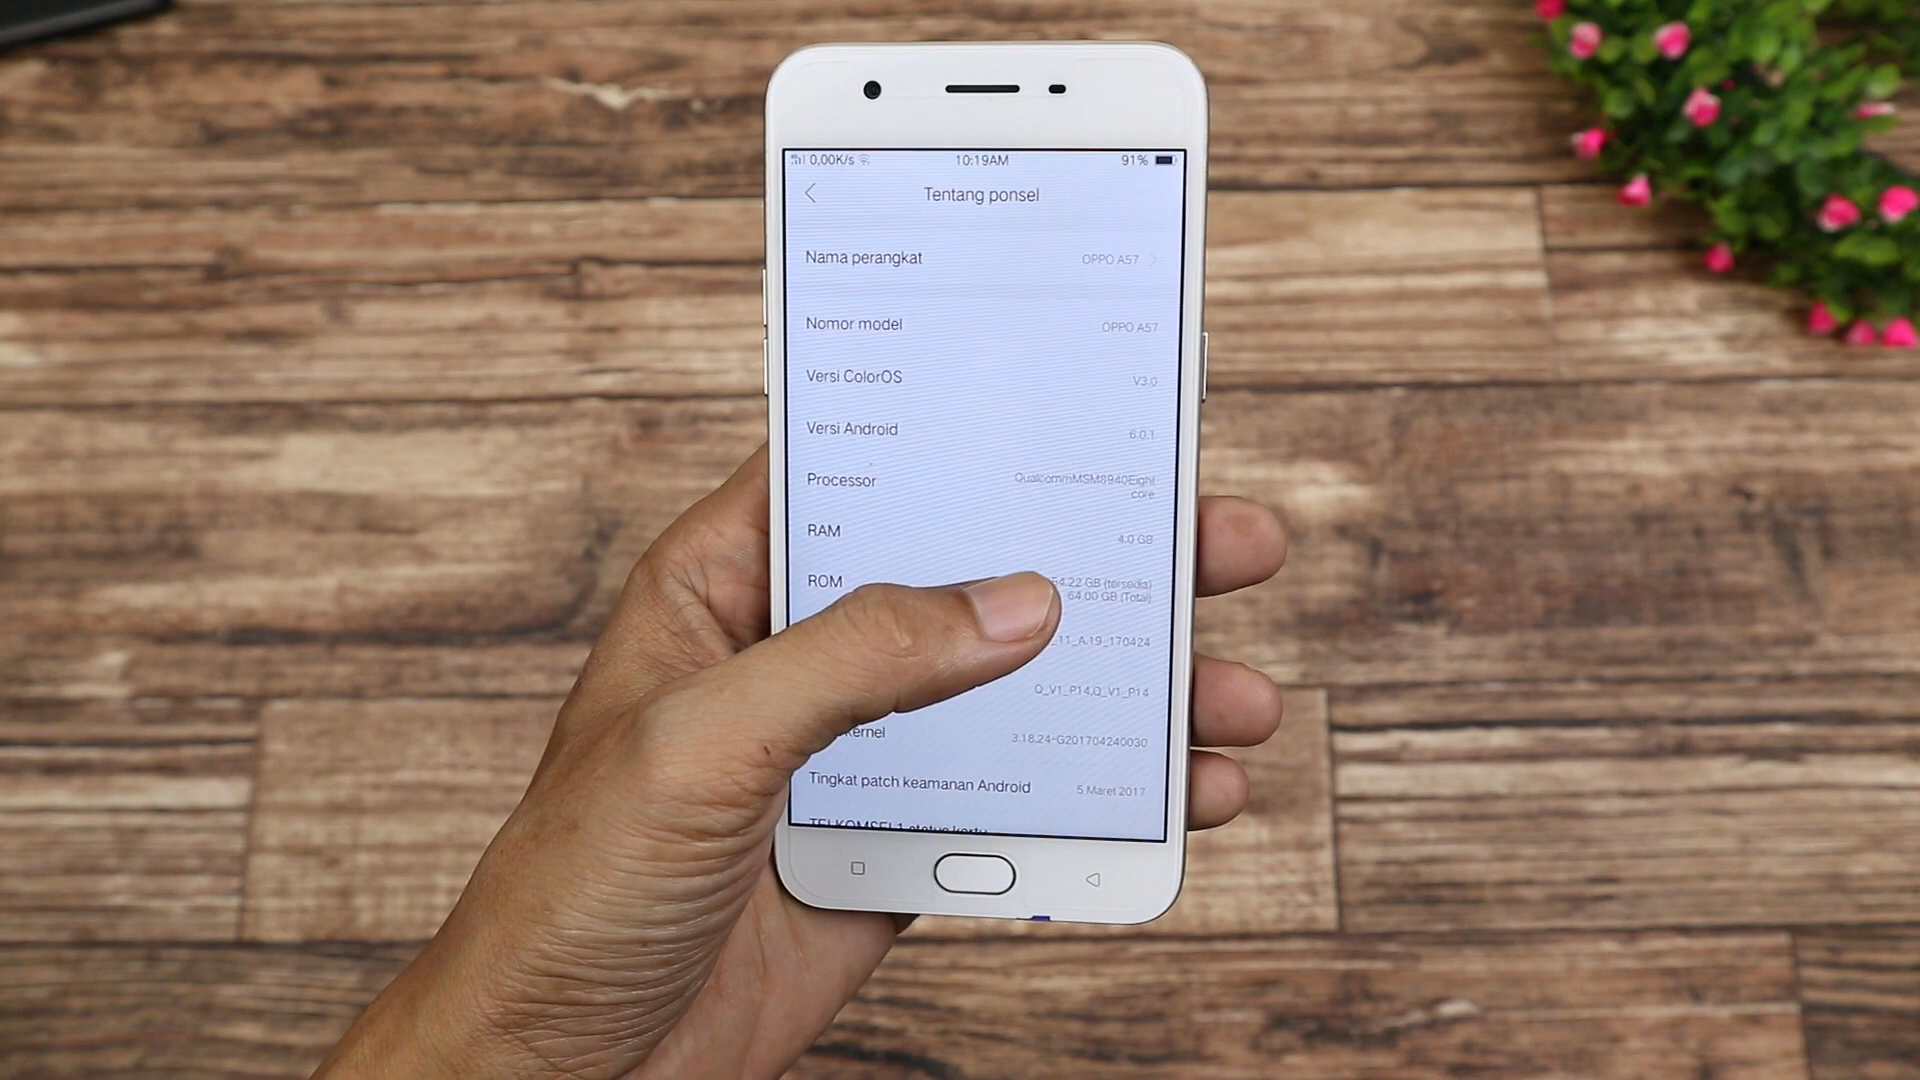 0,00K/s 10:19AM 91%
Tentang ponsel
Nama perangkat OPPO A57
Nomor model OPPO A57
Versi ColorOS V3.0
Versi Android 6.0.1
Processor QualcommMSM8940Eight
core
RAM 4.0 GB
ROM 54.22 GB (tersedia)
64.00 GB (Total)
_11_A.19_170424
Q_V1_P14,Q_V1_P14
kernel 3.18.24-G201704240030
Tingkat patch keamanan Android 5 Maret 2017
TELKOMSEL1 status kartu